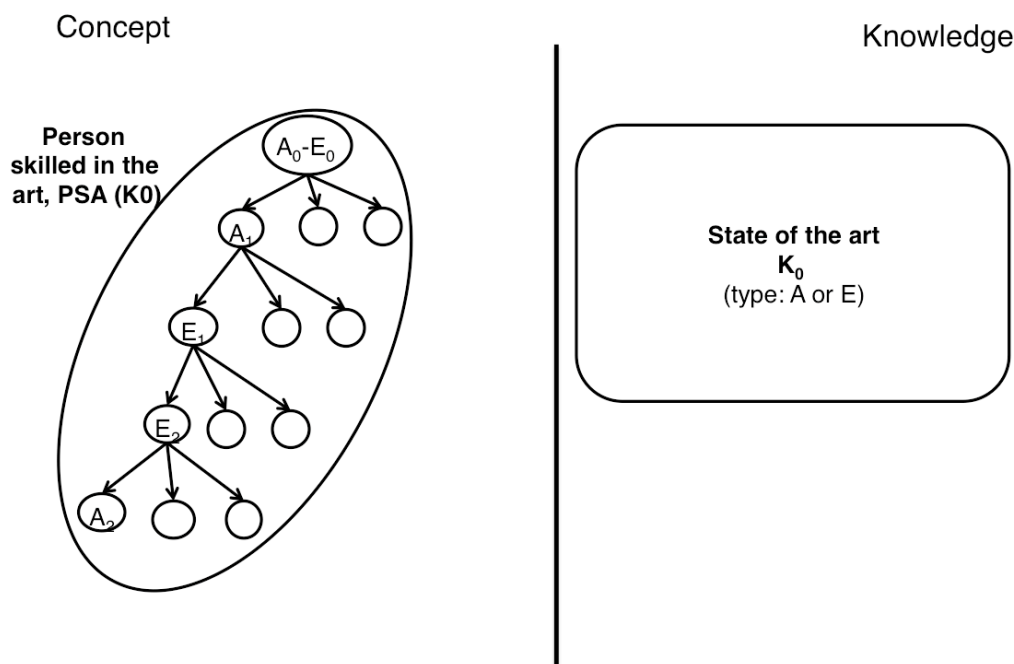 Concept
Knowledge
Person
skilled in the
art, PSA (K0)
A₀-E₀
A₁
E₁
E₂
A₂
State of the art
K₀
(type: A or E)